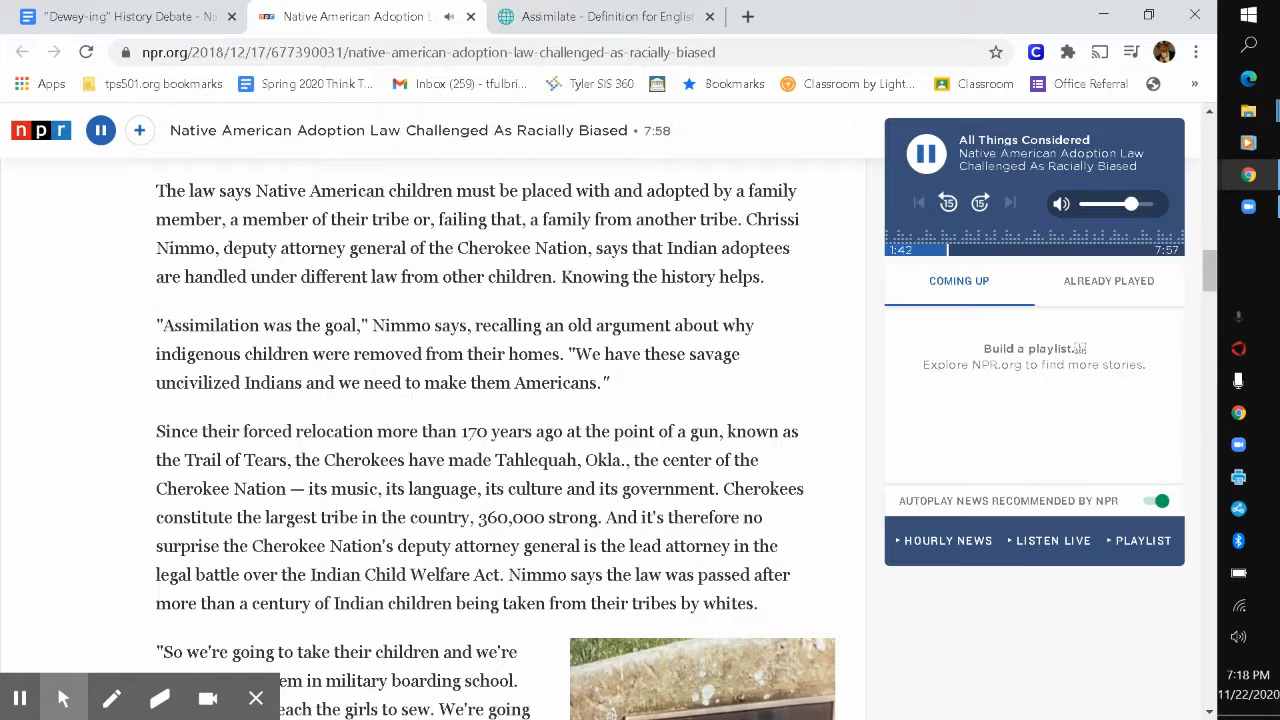 "Dewey-ing" History Debate - Na
Native American Adoption L
Assimilate - Definition for English
npr.org/2018/12/17/677390031/native-american-adoption-law-challenged-as-racially-biased
Apps
tps501.org bookmarks
Spring 2020 Think T...
Inbox (259) - tfulbri...
Tyler SIS 360
Bookmarks
Classroom by Light...
Classroom
Office Referral
»
npr
Native American Adoption Law Challenged As Racially Biased • 7:58
The law says Native American children must be placed with and adopted by a family
member, a member of their tribe or, failing that, a family from another tribe. Chrissi
Nimmo, deputy attorney general of the Cherokee Nation, says that Indian adoptees
are handled under different law from other children. Knowing the history helps.
"Assimilation was the goal," Nimmo says, recalling an old argument about why
indigenous children were removed from their homes. "We have these savage
uncivilized Indians and we need to make them Americans."
Since their forced relocation more than 170 years ago at the point of a gun, known as
the Trail of Tears, the Cherokees have made Tahlequah, Okla., the center of the
Cherokee Nation — its music, its language, its culture and its government. Cherokees
constitute the largest tribe in the country, 360,000 strong. And it's therefore no
surprise the Cherokee Nation's deputy attorney general is the lead attorney in the
legal battle over the Indian Child Welfare Act. Nimmo says the law was passed after
more than a century of Indian children being taken from their tribes by whites.
"So we're going to take their children and we're
em in military boarding school.
each the girls to sew. We're going
All Things Considered
Native American Adoption Law
Challenged As Racially Biased
15
15
1:42
7:57
COMING UP
ALREADY PLAYED
Build a playlist.
Explore NPR.org to find more stories.
AUTOPLAY NEWS RECOMMENDED BY NPR
HOURLY NEWS
LISTEN LIVE
PLAYLIST
7:18 PM
11/22/2020